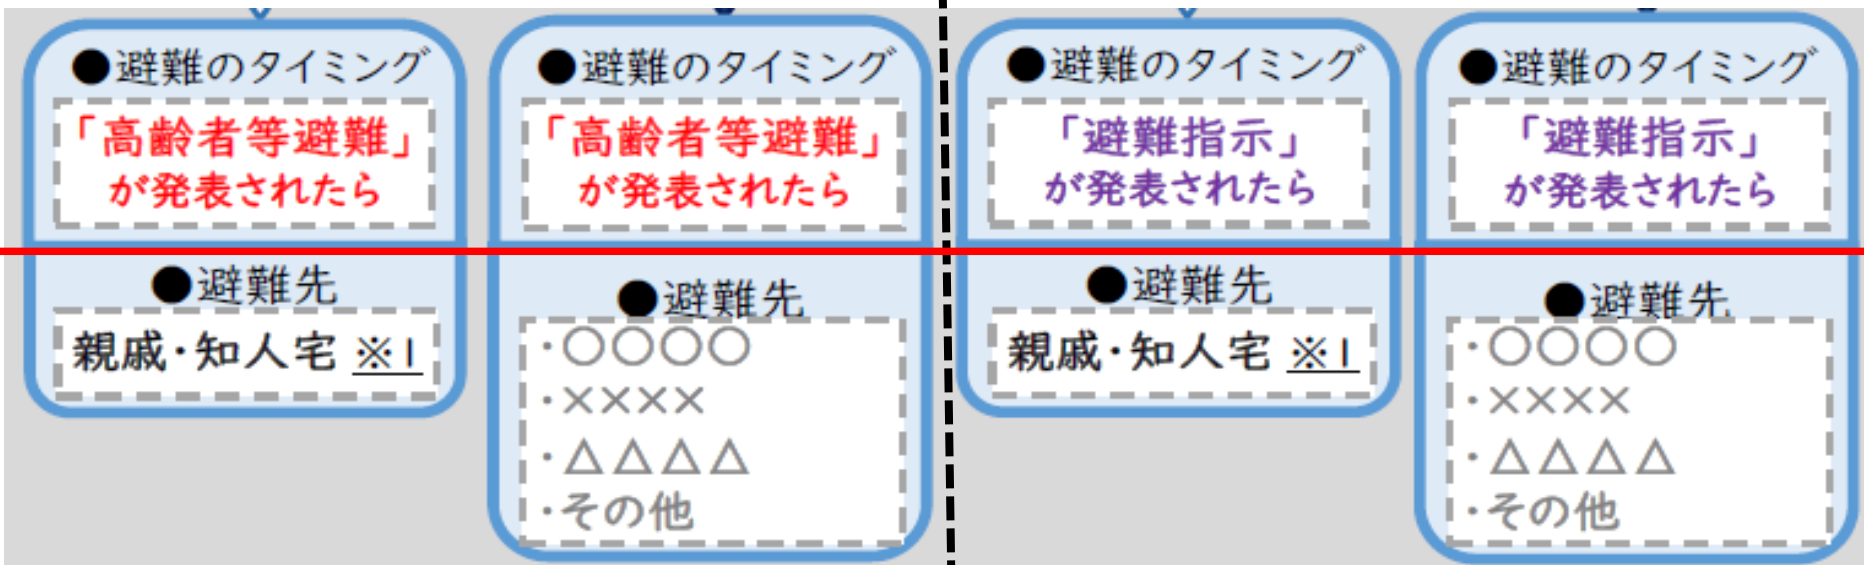 ●避難のタイミング
「高齢者等避難」
が発表されたら
●避難先
親戚・知人宅 ※1
●避難のタイミング
「高齢者等避難」
が発表されたら
●避難先
・〇〇〇〇
・××××
・△△△△
・その他
●避難のタイミング
「避難指示」
が発表されたら
●避難先
親戚・知人宅 ※1
●避難のタイミング
「避難指示」
が発表されたら
●避難先
・〇〇〇〇
・××××
・△△△△
・その他